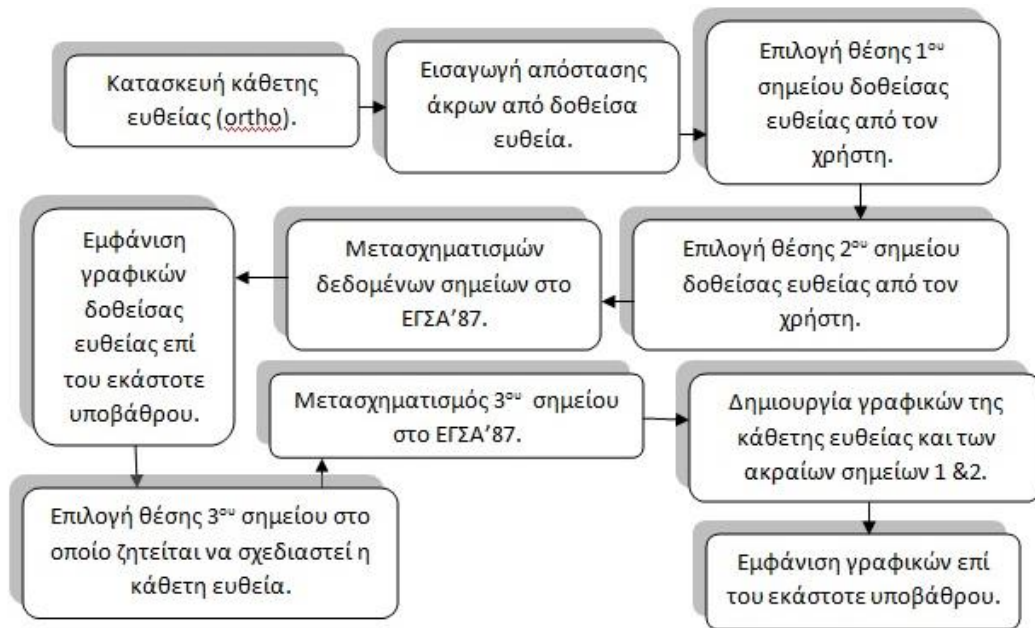 Κατασκευή κάθετης
ευθείας (ortho).
Εισαγωγή απόστασης
άκρων από δοθείσα
ευθεία.
Επιλογή θέσης 1ου
σημείου δοθείσας
ευθείας από τον
χρήστη.
Επιλογή θέσης 2ου σημείου
δοθείσας ευθείας από τον
χρήστη.
Μετασχηματισμών
δεδομένων σημείων στο
ΕΓΣΑ’87.
Εμφάνιση
γραφικών
δοθείσας
ευθείας επί
του εκάστοτε
υποβάθρου.
Επιλογή θέσης 3ου σημείου στο
οποίο ζητείται να σχεδιαστεί η
κάθετη ευθεία.
Μετασχηματισμός 3ου σημείου
στο ΕΓΣΑ’87.
Δημιουργία γραφικών της
κάθετης ευθείας και των
ακραίων σημείων 1 &2.
Εμφάνιση γραφικών επί
του εκάστοτε υποβάθρου.